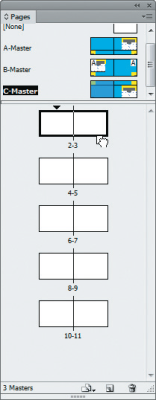 Pages
[None]
A-Master
B-Master
A
A
C-Master
2-3
4-5
6-7
8-9
10-11
3 Masters